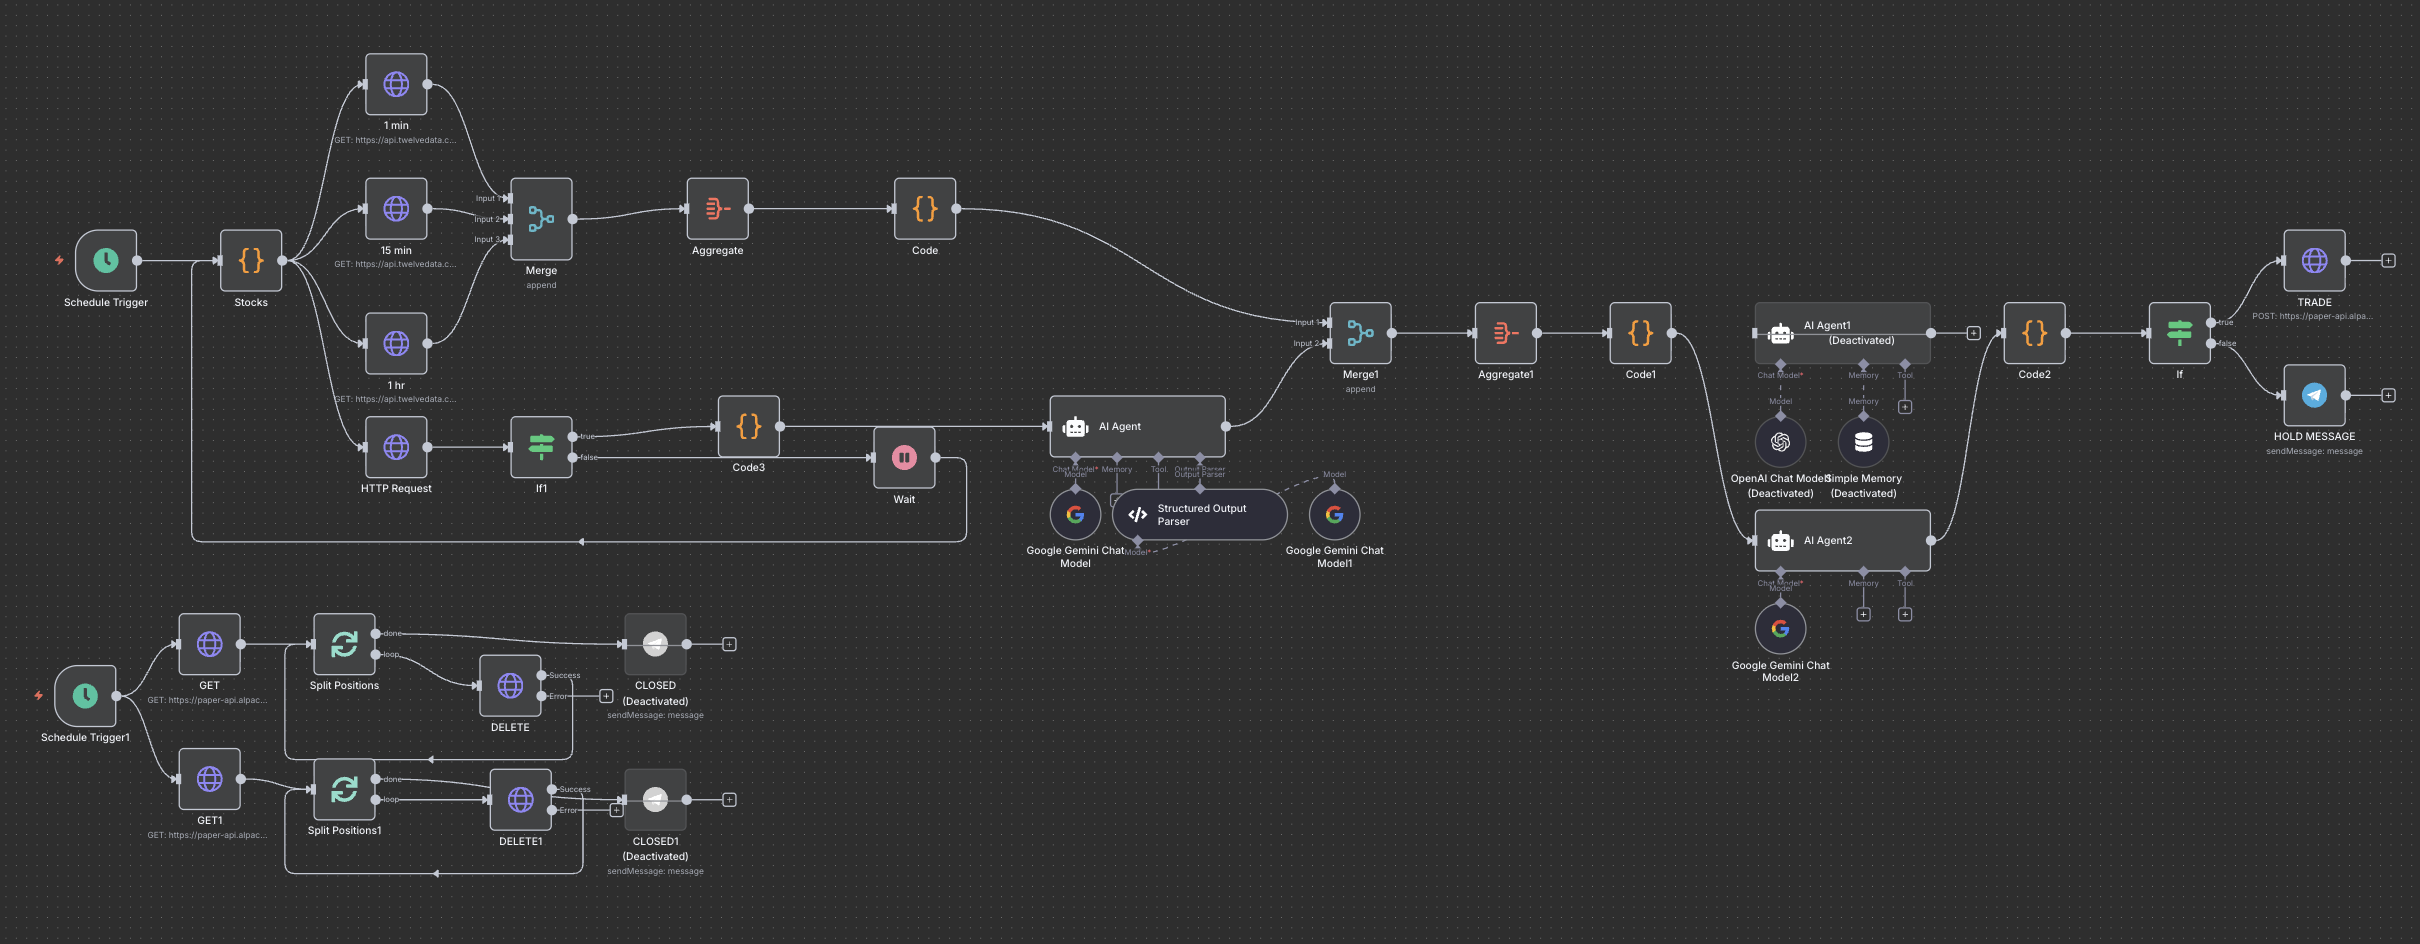 1 min
GET: https://api.twelvedata.c...
15 min
GET: https://api.twelvedata.c...
1 hr
GET: https://api.twelvedata.c...
Schedule Trigger
Stocks
Input 1
Input 2
Input 3
Merge
append
Aggregate
Code
HTTP Request
If1
true
false
Code3
Wait
AI Agent
Chat Model*
Memory
Tool
Output Parser
Model
Output Parser
Model
Structured Output
Parser
Model*
Google Gemini Chat
Model
Google Gemini Chat
Model1
Input 1
Input 2
Merge1
append
Aggregate1
Code1
AI Agent1
(Deactivated)
Chat Model*
Memory
Tool
Model
Memory
OpenAI Chat Model
(Deactivated)
Simple Memory
(Deactivated)
AI Agent2
Chat Model*
Memory
Tool
Model
Google Gemini Chat
Model2
Code2
If
true
false
TRADE
POST: https://paper-api.alpa...
HOLD MESSAGE
sendMessage: message
Schedule Trigger1
GET
GET: https://paper-api.alpac...
Split Positions
done
loop
DELETE
Success
Error
CLOSED
(Deactivated)
sendMessage: message
GET1
GET: https://paper-api.alpac...
Split Positions1
done
loop
DELETE1
Success
Error
CLOSED1
(Deactivated)
sendMessage: message